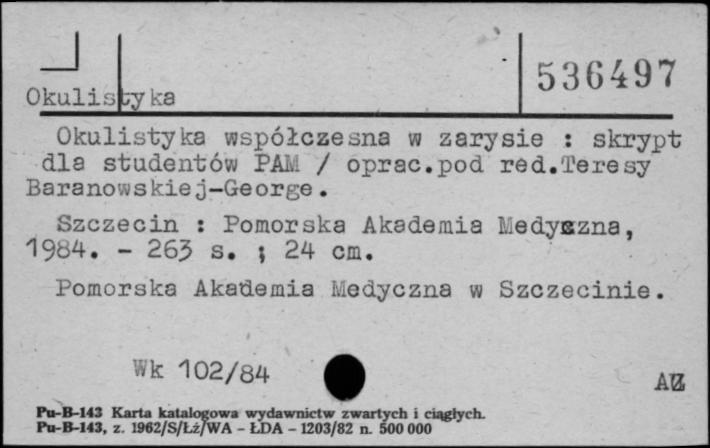 536497
Okulistyka
Okulistyka współczesna w zarysie : skrypt
dla studentów PAM / oprac.pod red.Teresy
Baranowskiej-George.
Szczecin : Pomorska Akademia Medyczna,
1984. - 263 s. ; 24 cm.
Pomorska Akademia Medyczna w Szczecinie.
Wk 102/84
Pu-B-143 Karta katalogowa wydawnictw zwartych i ciągłych.
Pu-B-143, z. 1962/S/Łż/WA - ŁDA - 1203/82 n. 500 000